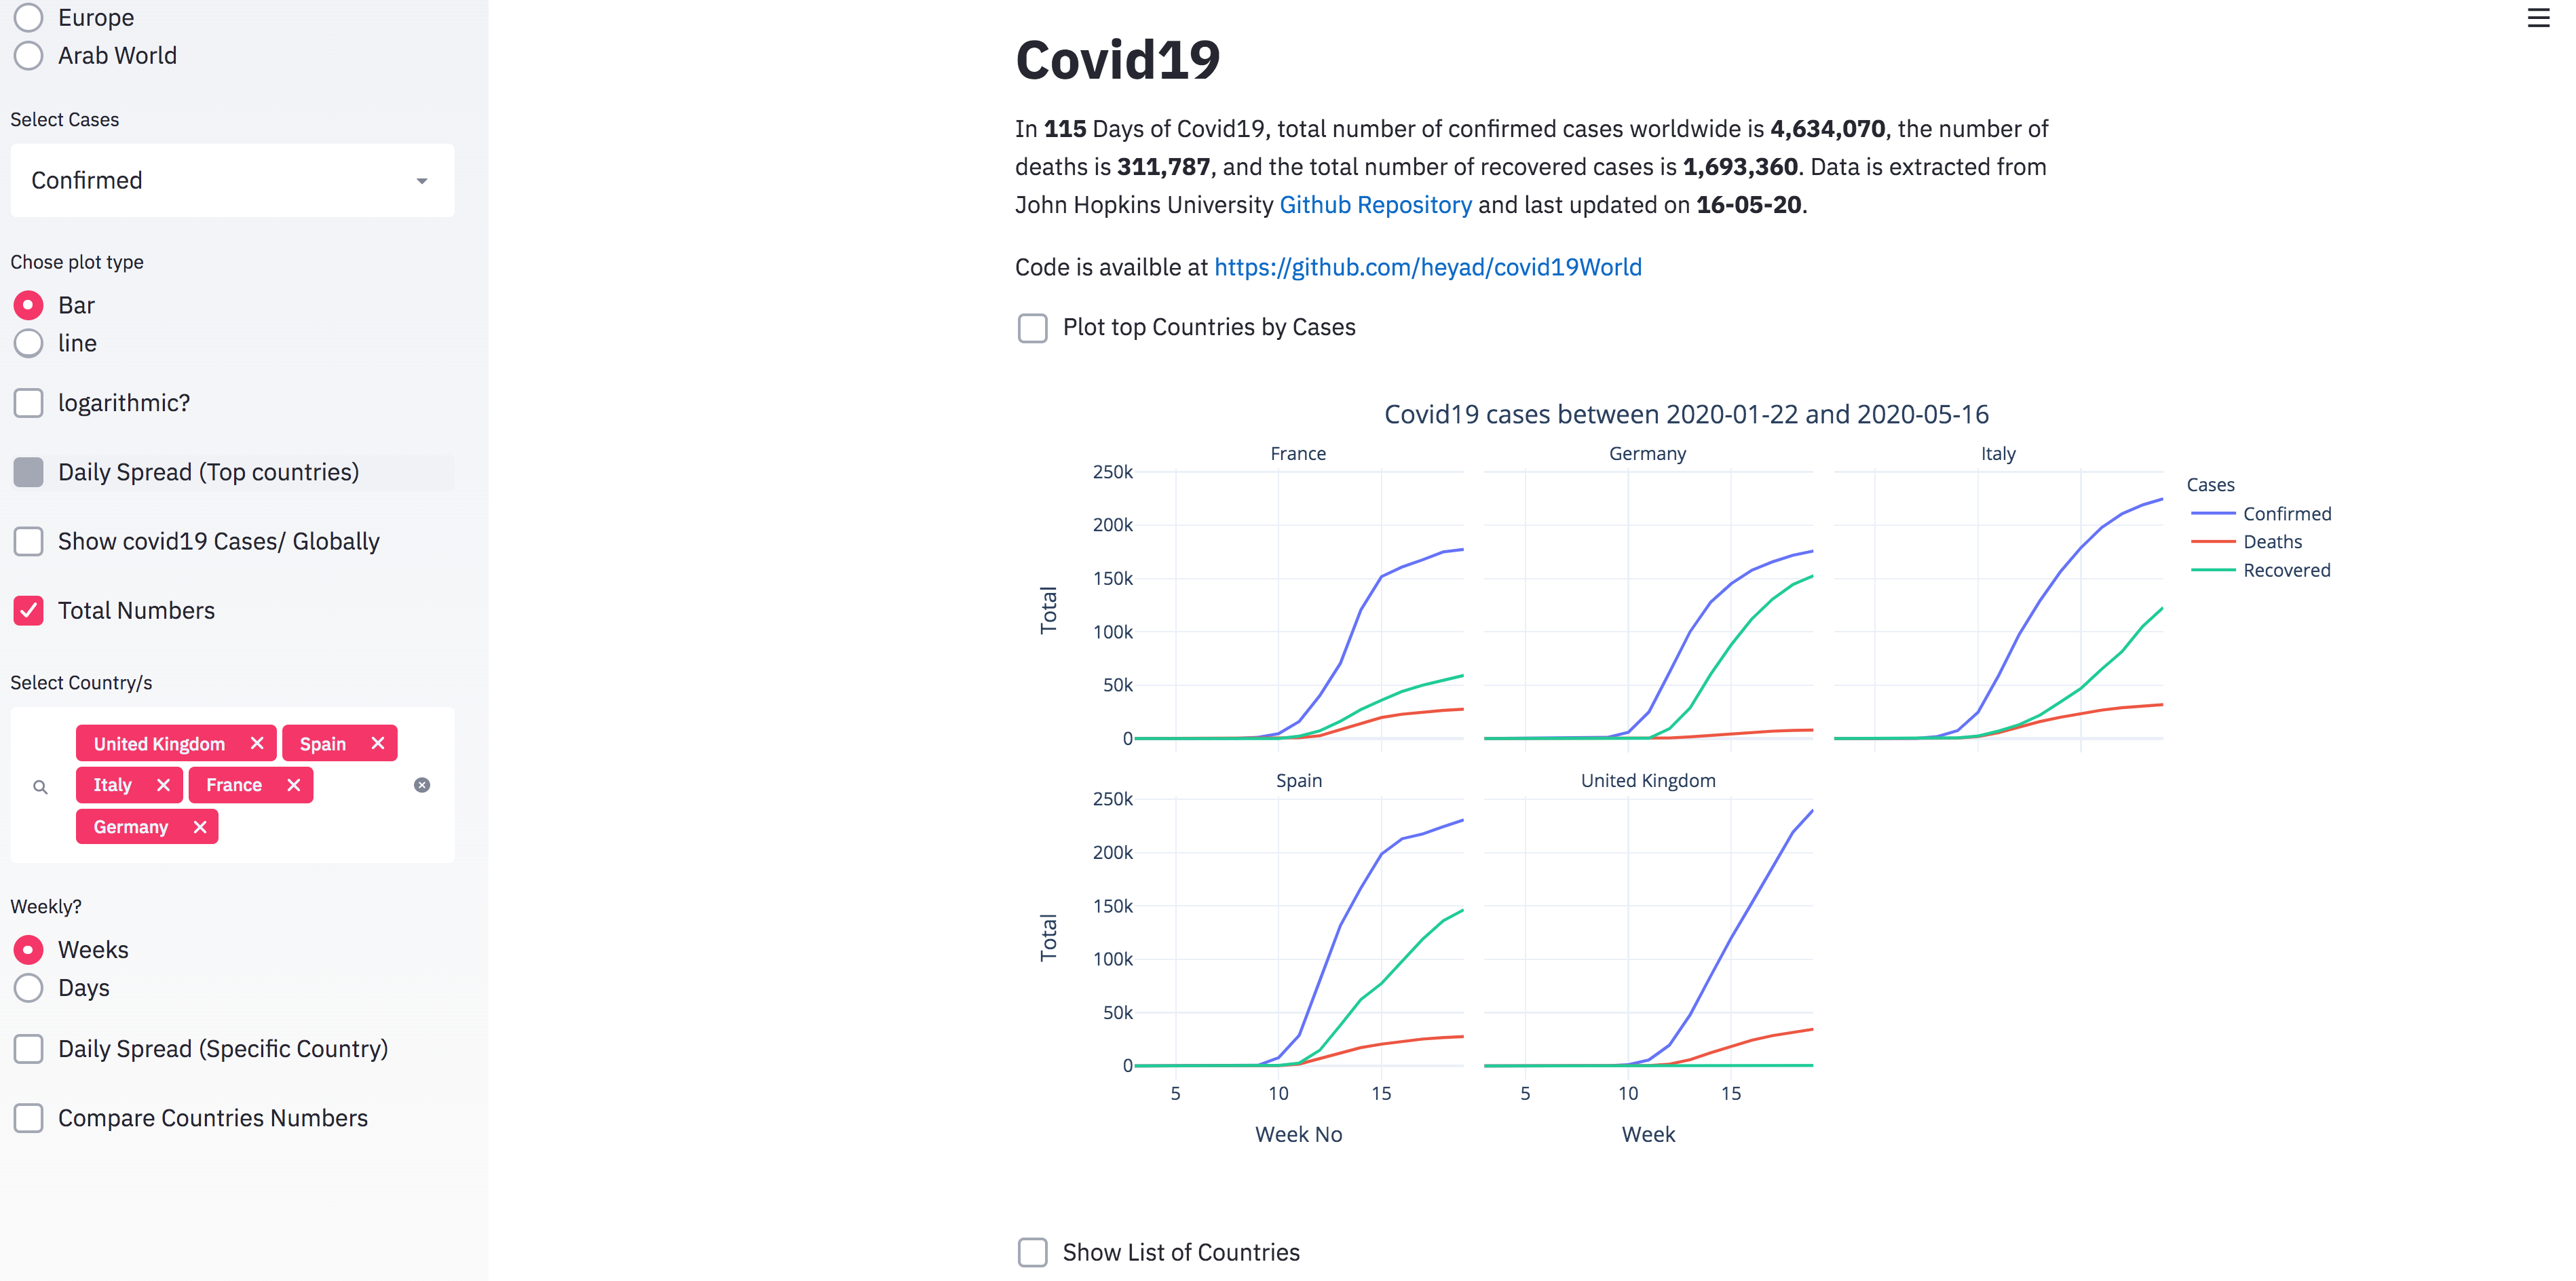 Europe
Arab World
Select Cases
Confirmed
Chose plot type
Bar
line
logarithmic?
Daily Spread (Top countries)
Show covid19 Cases/ Globally
Total Numbers
Select Country/s
United Kingdom
Spain
Italy
France
Germany
Weekly?
Weeks
Days
Daily Spread (Specific Country)
Compare Countries Numbers
Covid19
In 115 Days of Covid19, total number of confirmed cases worldwide is 4,634,070, the number of
deaths is 311,787, and the total number of recovered cases is 1,693,360. Data is extracted from
John Hopkins University Github Repository and last updated on 16-05-20.
Code is availble at https://github.com/heyad/covid19World
Plot top Countries by Cases
Covid19 cases between 2020-01-22 and 2020-05-16
France
Germany
Italy
250k
200k
150k
100k
50k
0
Total
Cases
Confirmed
Deaths
Recovered
Spain
United Kingdom
250k
200k
150k
100k
50k
0
Total
5
10
15
5
10
15
Week No
Week
Show List of Countries